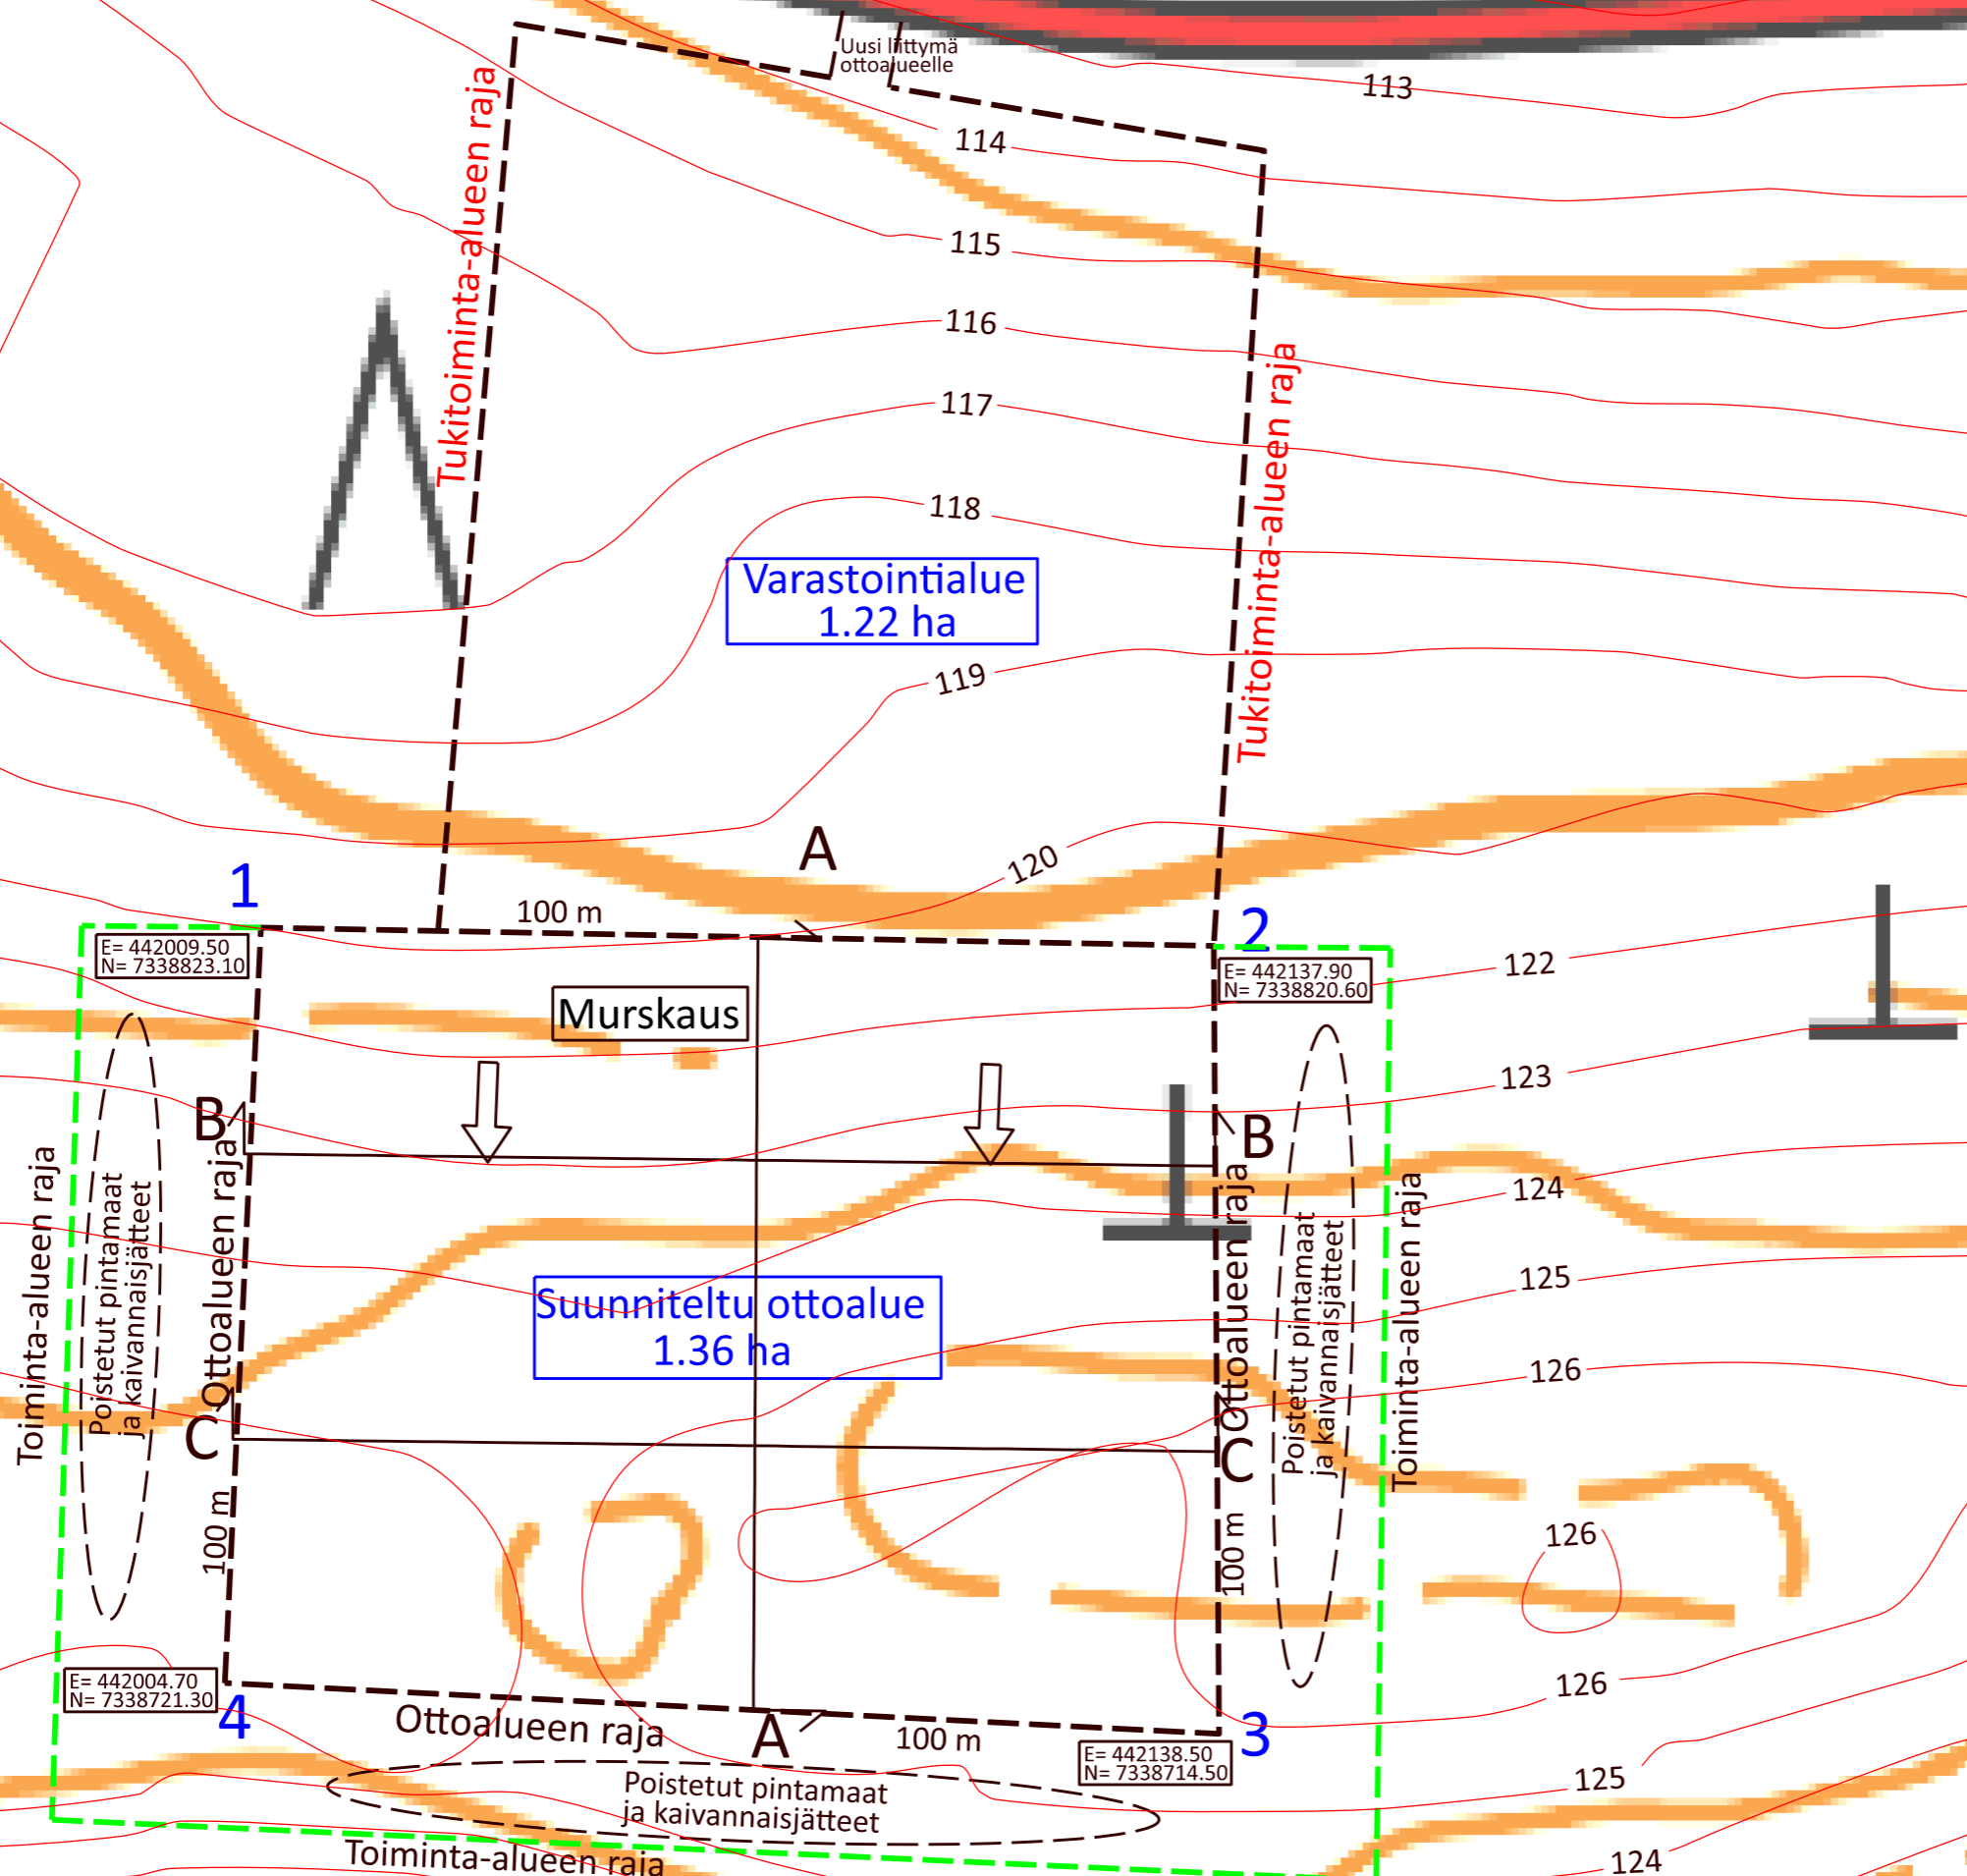 Uusi liittymä
ottoalueelle
113
Tukitoiminta-alueen raja
114
115
116
117
118
Tukitoiminta-alueen raja
Varastointialue
1.22 ha
119
A
120
1
100 m
2
E= 442009.50
N= 7338823.10
E= 442137.90
N= 7338820.60
122
Murskaus
123
B
B
124
Toiminta-alueen raja
Poistetut pintamaat
ja kaivannaisjätteet
Ottoalueen raja
Suunniteltu ottoalue
1.36 ha
Ottoalueen raja
Poistetut pintamaat
ja kaivannaisjätteet
Toiminta-alueen raja
125
126
C
C
100 m
100 m
126
E= 442004.70
N= 7338721.30
4
126
Ottoalueen raja
A
100 m
3
E= 442138.50
N= 7338714.50
125
Poistetut pintamaat
ja kaivannaisjätteet
Toiminta-alueen raja
124